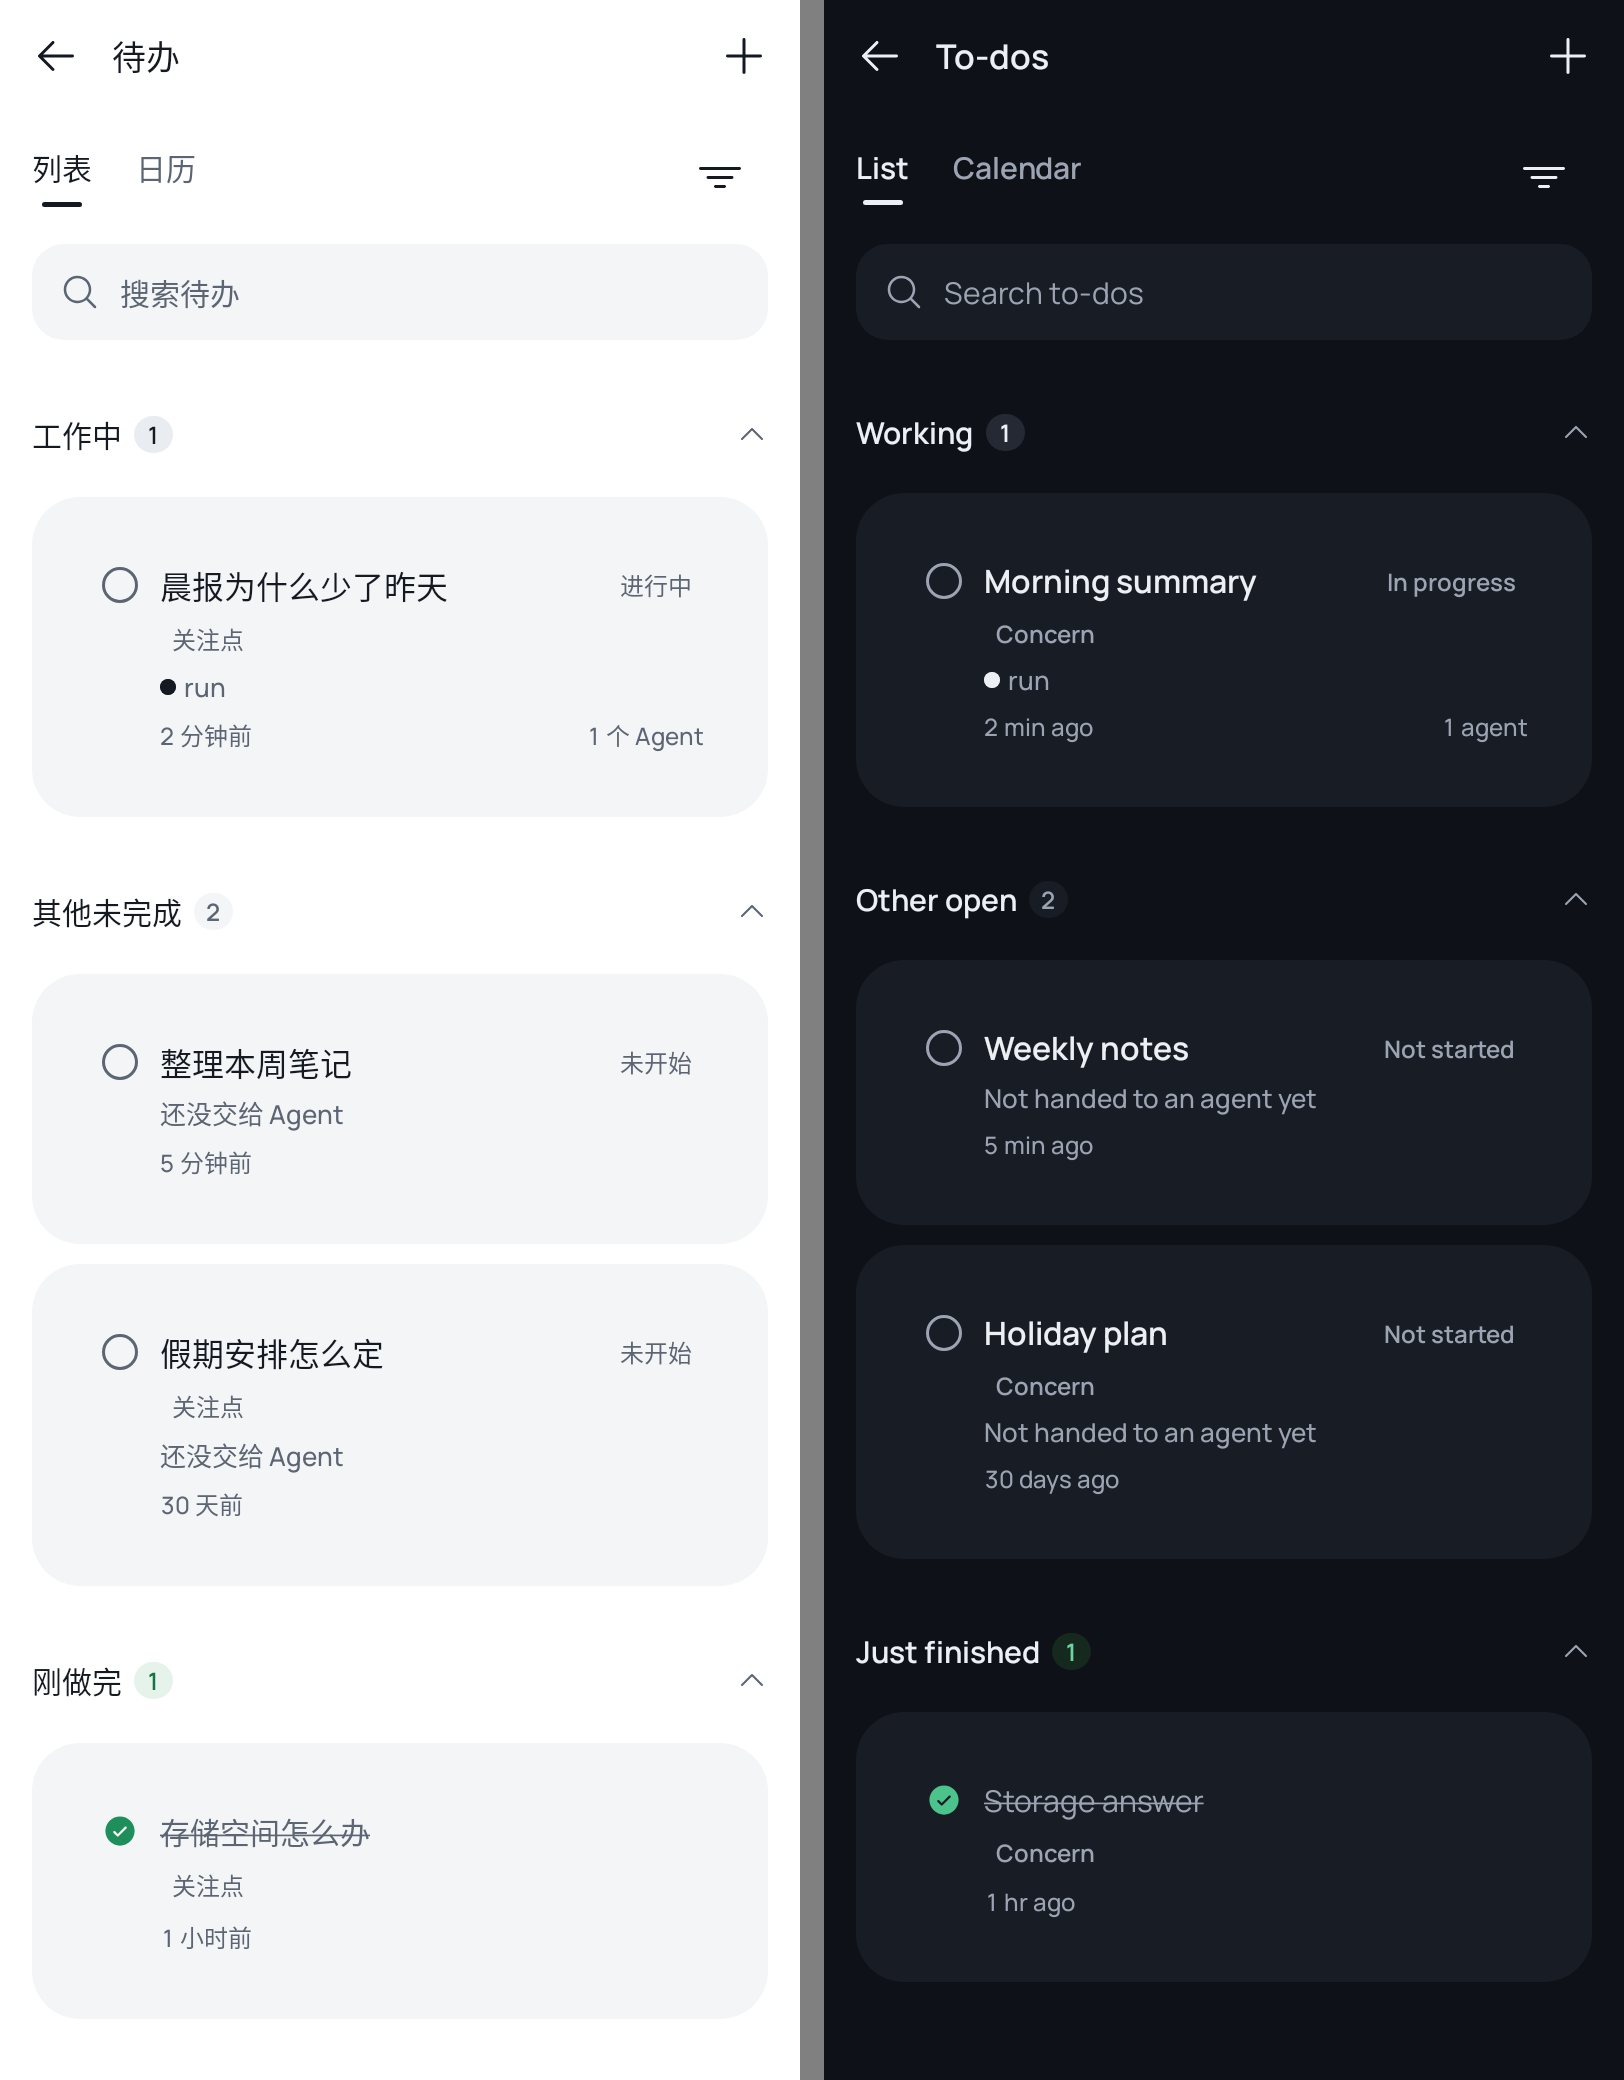 待办
列表 日历
搜索待办
工作中 1
晨报为什么少了昨天 进行中
关注点
run
2 分钟前 1 个 Agent
其他未完成 2
整理本周笔记 未开始
还没交给 Agent
5 分钟前
假期安排怎么定 未开始
关注点
还没交给 Agent
30 天前
刚做完 1
存储空间怎么办
关注点
1 小时前
To-dos
List Calendar
Search to-dos
Working 1
Morning summary In progress
Concern
run
2 min ago 1 agent
Other open 2
Weekly notes Not started
Not handed to an agent yet
5 min ago
Holiday plan Not started
Concern
Not handed to an agent yet
30 days ago
Just finished 1
Storage answer
Concern
1 hr ago